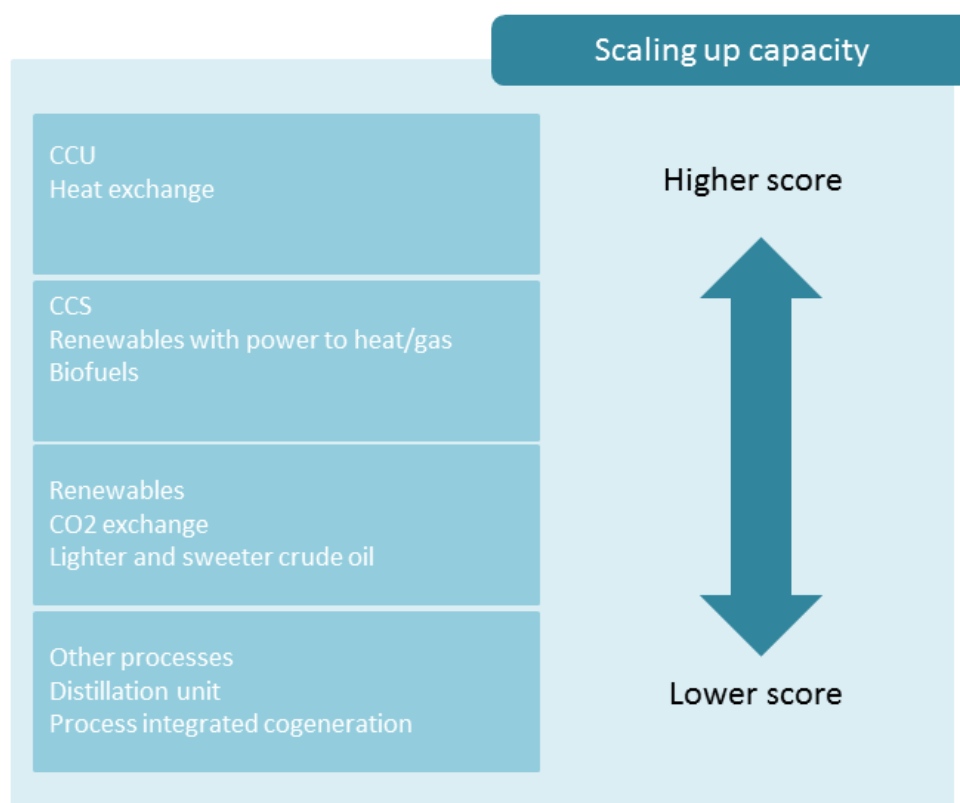 Scaling up capacity
CCU
Heat exchange
Higher score
CCS
Renewables with power to heat/gas
Biofuels
Renewables
CO2 exchange
Lighter and sweeter crude oil
Other processes
Distillation unit
Process integrated cogeneration
Lower score